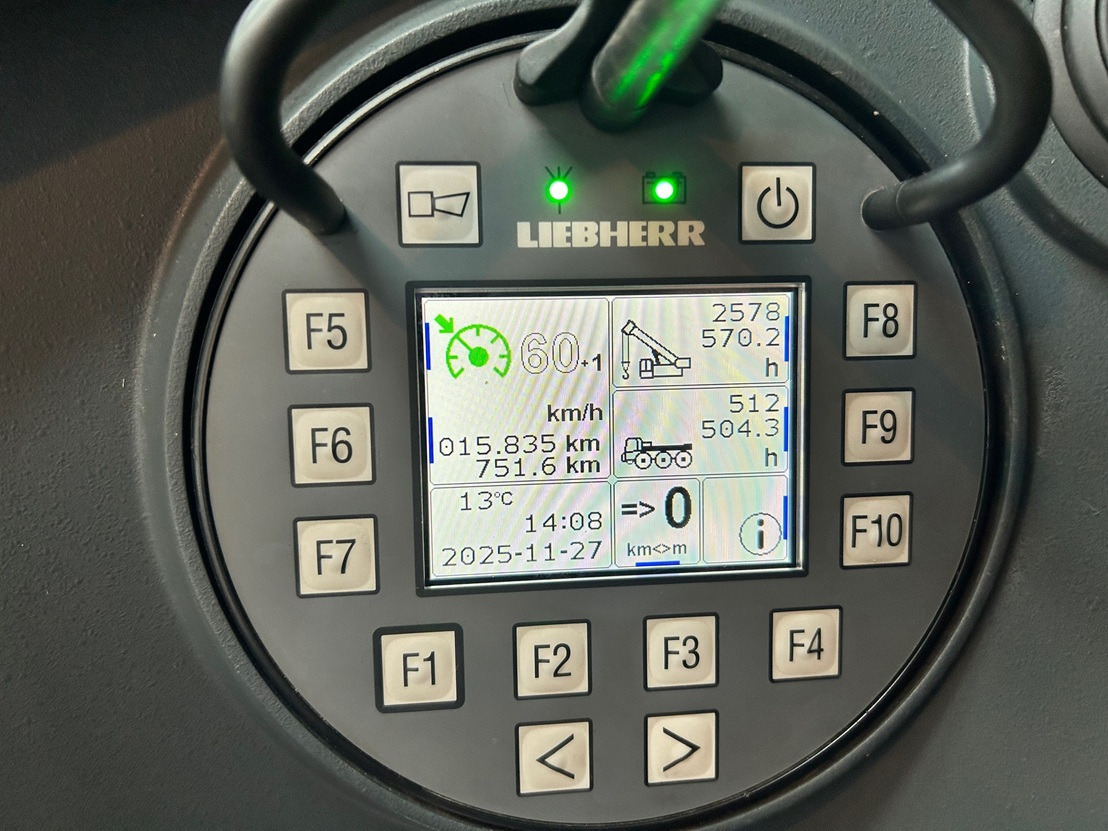 LIEBHERR
F5
F6
F7
F8
F9
F10
60+1
km/h
015.835 km
751.6 km
2578
570.2
h
512
504.3
h
13°C
14:08
2025-11-27
=> 0
km<>m
i
F1 F2 F3 F4
< >